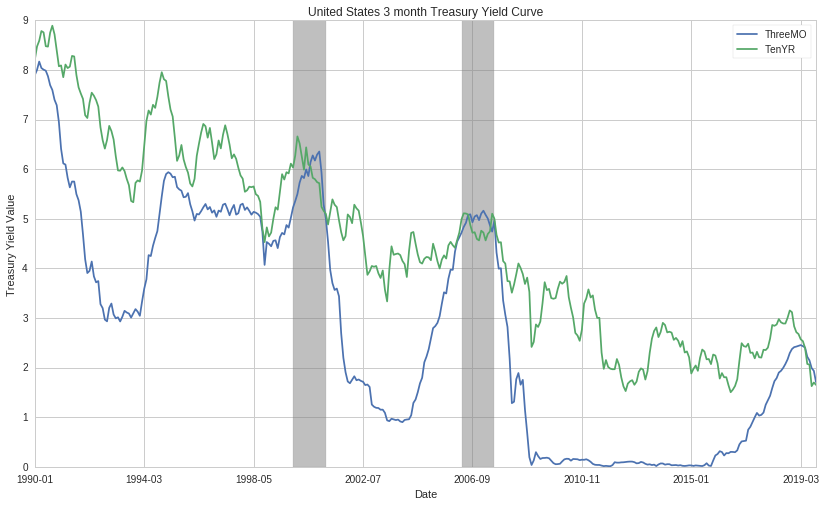 United States 3 month Treasury Yield Curve
ThreeMO
TenYR
Treasury Yield Value
9
8
7
6
5
4
3
2
1
0
1990-01 1994-03 1998-05 2002-07 2006-09 2010-11 2015-01 2019-03
Date